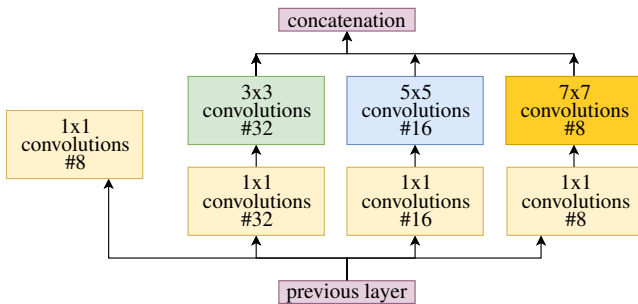 concatenation
3x3
convolutions
#32
5x5
convolutions
#16
7x7
convolutions
#8
1x1
convolutions
#8
1x1
convolutions
#32
1x1
convolutions
#16
1x1
convolutions
#8
previous layer